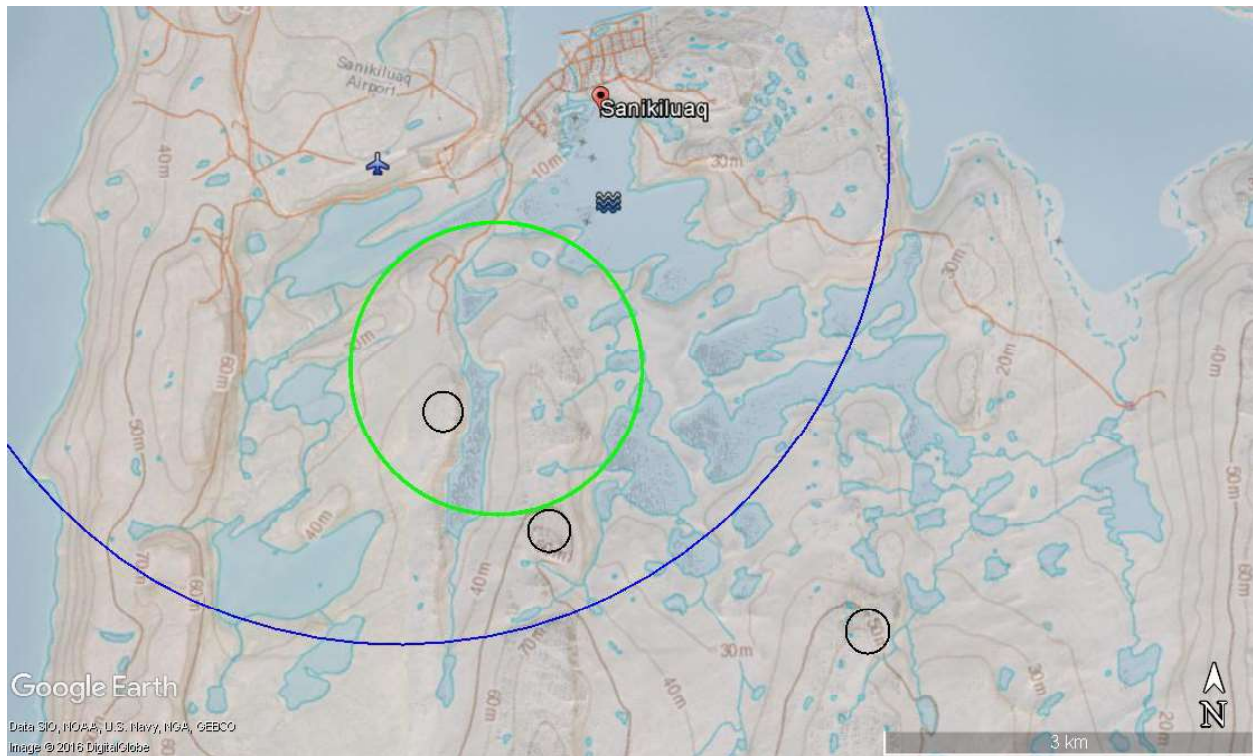 Sanikiluaq
Airport
Sanikiluaq
40m
10m
30m
30m
20m
40m
60m
50m
40m
50m
70m
60m
60m
40m
70m
60m
30m
40m
50m
30m
20m
Google Earth
Data SIO, NOAA, U.S. Navy, NGA, GEBCO
Image © 2016 DigitalGlobe
3 km
N